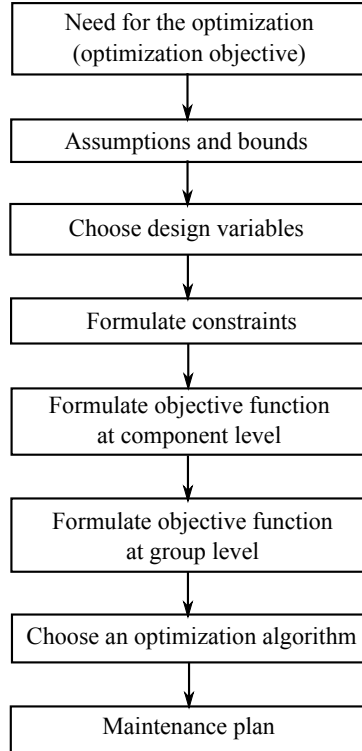 Need for the optimization
(optimization objective)
Assumptions and bounds
Choose design variables
Formulate constraints
Formulate objective function
at component level
Formulate objective function
at group level
Choose an optimization algorithm
Maintenance plan